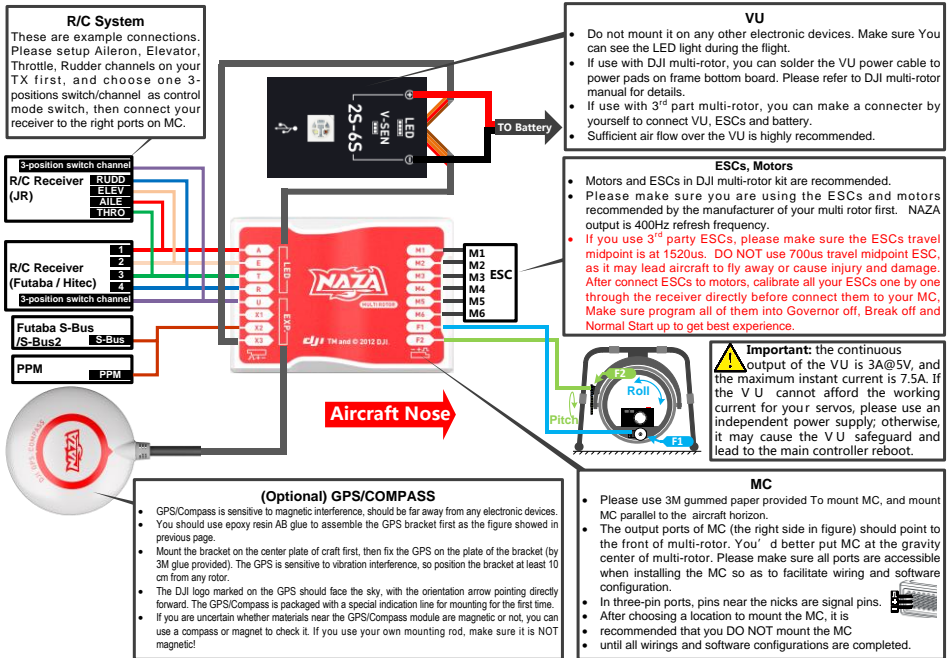 R/C System
These are example connections.
Please setup Aileron, Elevator,
Throttle, Rudder channels on your
TX first, and choose one 3-
positions switch/channel as control
mode switch, then connect your
receiver to the right ports on MC.
3-position switch channel
R/C Receiver
(JR)
RUDD
ELEV
AILE
THRO
R/C Receiver
(Futaba / Hitec)
1
2
3
4
3-position switch channel
Futaba S-Bus
/S-Bus2
S-Bus
PPM
PPM
LED
V-SEN
2S-6S
TO Battery
A
E
T
R
U
X1
X2
X3
LED
EXP.
NAZA
MULTI ROTOR
dji TM and © 2012 DJI.
M1
M2
M3
M4
M5
M6
F1
F2
M1
M2
M3
M4
M5
M6
ESC
Aircraft Nose
F2
Roll
Pitch
F1
DJI GPS COMPASS
NAZA
VU
• Do not mount it on any other electronic devices. Make sure You
can see the LED light during the flight.
• If use with DJI multi-rotor, you can solder the VU power cable to
power pads on frame bottom board. Please refer to DJI multi-rotor
manual for details.
• If use with 3rd part multi-rotor, you can make a connecter by
yourself to connect VU, ESCs and battery.
• Sufficient air flow over the VU is highly recommended.
ESCs, Motors
• Motors and ESCs in DJI multi-rotor kit are recommended.
• Please make sure you are using the ESCs and motors
recommended by the manufacturer of your multi rotor first. NAZA
output is 400Hz refresh frequency.
• If you use 3rd party ESCs, please make sure the ESCs travel
midpoint is at 1520us. DO NOT use 700us travel midpoint ESC,
as it may lead aircraft to fly away or cause injury and damage.
After connect ESCs to motors, calibrate all your ESCs one by one
through the receiver directly before connect them to your MC,
Make sure program all of them into Governor off, Break off and
Normal Start up to get best experience.
Important: the continuous
output of the VU is 3A@5V, and
the maximum instant current is 7.5A. If
the V U cannot afford the working
current for your servos, please use an
independent power supply; otherwise,
it may cause the V U safeguard and
lead to the main controller reboot.
(Optional) GPS/COMPASS
• GPS/Compass is sensitive to magnetic interference, should be far away from any electronic devices.
• You should use epoxy resin AB glue to assemble the GPS bracket first as the figure showed in
previous page.
• Mount the bracket on the center plate of craft first, then fix the GPS on the plate of the bracket (by
3M glue provided). The GPS is sensitive to vibration interference, so position the bracket at least 10
cm from any rotor.
• The DJI logo marked on the GPS should face the sky, with the orientation arrow pointing directly
forward. The GPS/Compass is packaged with a special indication line for mounting for the first time.
• If you are uncertain whether materials near the GPS/Compass module are magnetic or not, you can
use a compass or magnet to check it. If you use your own mounting rod, make sure it is NOT
magnetic!
MC
• Please use 3M gummed paper provided To mount MC, and mount
MC parallel to the aircraft horizon.
• The output ports of MC (the right side in figure) should point to
the front of multi-rotor. You' d better put MC at the gravity
center of multi-rotor. Please make sure all ports are accessible
when installing the MC so as to facilitate wiring and software
configuration.
• In three-pin ports, pins near the nicks are signal pins.
• After choosing a location to mount the MC, it is
• recommended that you DO NOT mount the MC
• until all wirings and software configurations are completed.